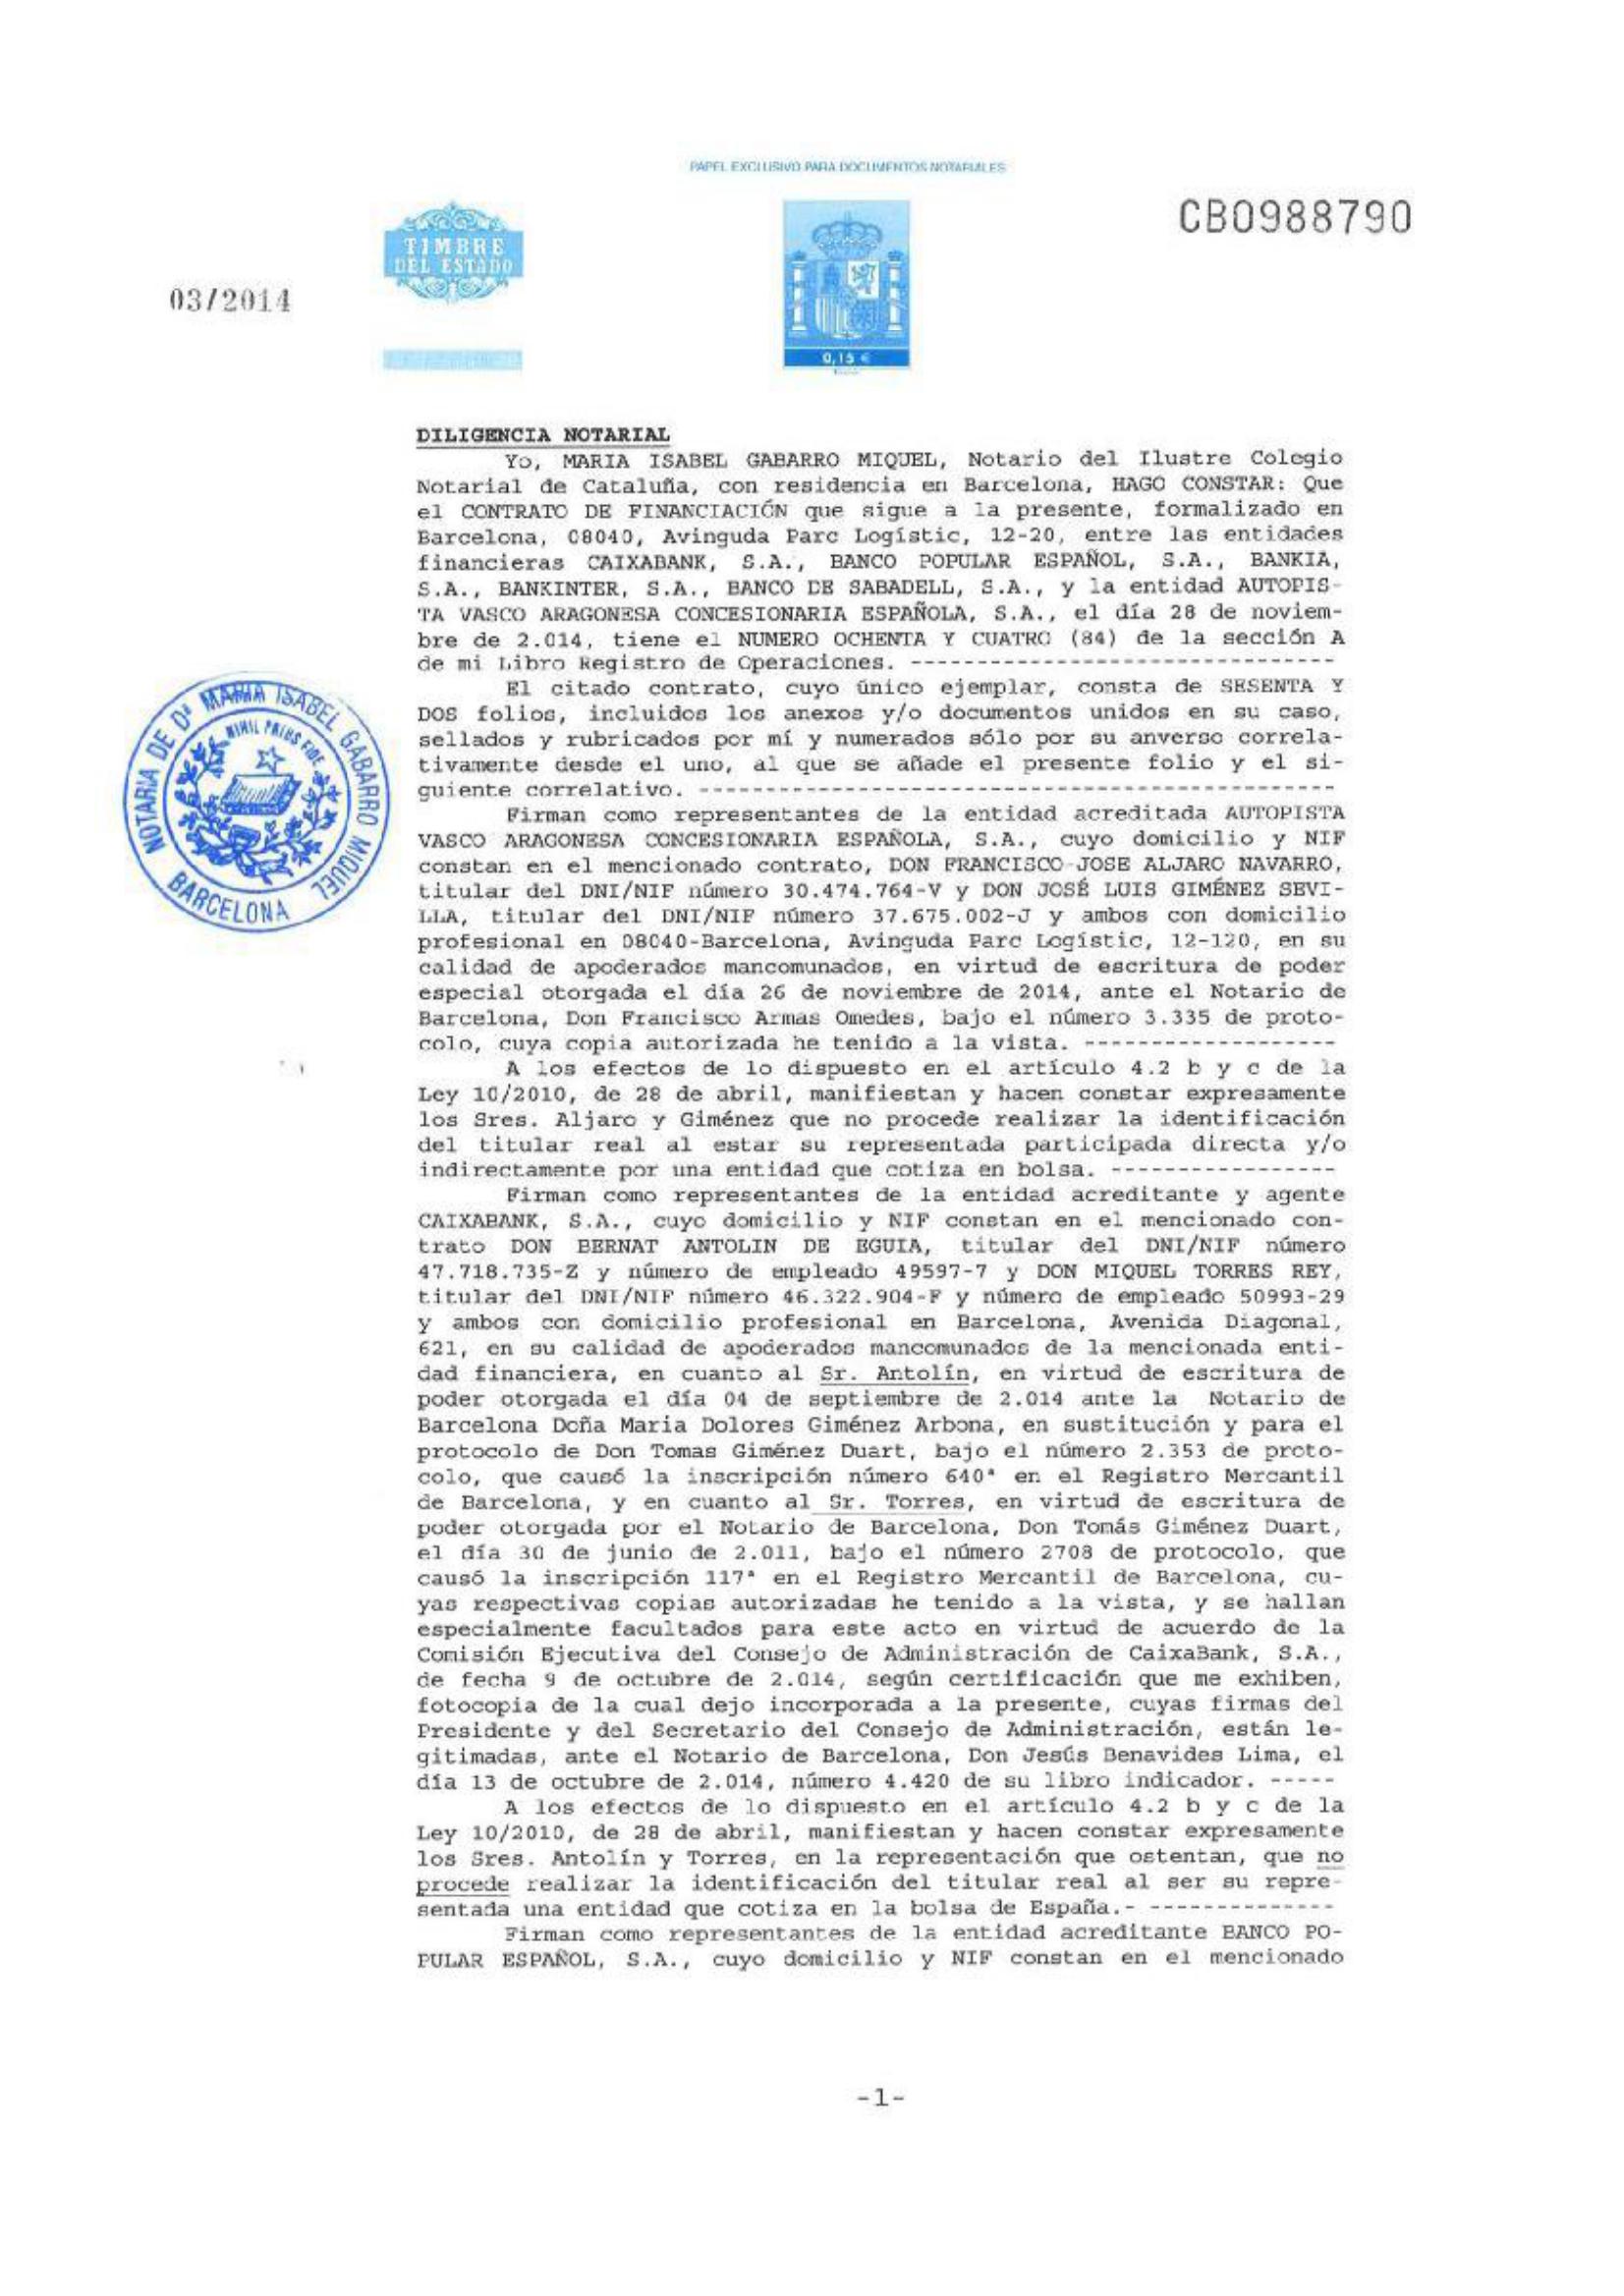 PAPEL EXCLUSIVO PARA DOCUMENTOS NOTARIALES
CB0988790
TIMBRE
DEL ESTADO
03/2014
0,15 €
DILIGENCIA NOTARIAL
Yo, MARIA ISABEL GABARRO MIQUEL, Notario del Ilustre Colegio
Notarial de Cataluña, con residencia en Barcelona, HAGO CONSTAR: Que
el CONTRATO DE FINANCIACIÓN que sigue a la presente, formalizado en
Barcelona, 08040, Avinguda Parc Logístic, 12-20, entre las entidades
financieras CAIXABANK, S.A., BANCO POPULAR ESPAÑOL, S.A., BANKIA,
S.A., BANKINTER, S.A., BANCO DE SABADELL, S.A., y la entidad AUTOPIS-
TA VASCO ARAGONESA CONCESIONARIA ESPAÑOLA, S.A., el día 28 de noviem-
bre de 2.014, tiene el NUMERO OCHENTA Y CUATRO (84) de la sección A
de mi Libro Registro de Operaciones. -------------------------------
El citado contrato, cuyo único ejemplar, consta de SESENTA Y
DOS folios, incluidos los anexos y/o documentos unidos en su caso,
sellados y rubricados por mí y numerados sólo por su anverso correla-
tivamente desde el uno, al que se añade el presente folio y el si-
guiente correlativo. -----------------------------------------------
Firman como representantes de la entidad acreditada AUTOPISTA
VASCO ARAGONESA CONCESIONARIA ESPAÑOLA, S.A., cuyo domicilio y NIF
constan en el mencionado contrato, DON FRANCISCO-JOSE ALJARO NAVARRO,
titular del DNI/NIF número 30.474.764-V y DON JOSÉ LUIS GIMÉNEZ SEVI-
LLA, titular del DNI/NIF número 37.675.002-J y ambos con domicilio
profesional en 08040-Barcelona, Avinguda Parc Logístic, 12-120, en su
calidad de apoderados mancomunados, en virtud de escritura de poder
especial otorgada el día 26 de noviembre de 2014, ante el Notario de
Barcelona, Don Francisco Armas Omedes, bajo el número 3.335 de proto-
colo, cuya copia autorizada he tenido a la vista. -------------------
A los efectos de lo dispuesto en el artículo 4.2 b y c de la
Ley 10/2010, de 28 de abril, manifiestan y hacen constar expresamente
los Sres. Aljaro y Giménez que no procede realizar la identificación
del titular real al estar su representada participada directa y/o
indirectamente por una entidad que cotiza en bolsa. -----------------
Firman como representantes de la entidad acreditante y agente
CAIXABANK, S.A., cuyo domicilio y NIF constan en el mencionado con-
trato DON BERNAT ANTOLIN DE EGUIA, titular del DNI/NIF número
47.718.735-Z y número de empleado 49597-7 y DON MIQUEL TORRES REY,
titular del DNI/NIF número 46.322.904-F y número de empleado 50993-29
y ambos con domicilio profesional en Barcelona, Avenida Diagonal,
621, en su calidad de apoderados mancomunados de la mencionada enti-
dad financiera, en cuanto al Sr. Antolín, en virtud de escritura de
poder otorgada el día 04 de septiembre de 2.014 ante la Notario de
Barcelona Doña Maria Dolores Giménez Arbona, en sustitución y para el
protocolo de Don Tomas Giménez Duart, bajo el número 2.353 de proto-
colo, que causó la inscripción número 640ª en el Registro Mercantil
de Barcelona, y en cuanto al Sr. Torres, en virtud de escritura de
poder otorgada por el Notario de Barcelona, Don Tomás Giménez Duart,
el día 30 de junio de 2.011, bajo el número 2708 de protocolo, que
causó la inscripción 117ª en el Registro Mercantil de Barcelona, cu-
yas respectivas copias autorizadas he tenido a la vista, y se hallan
especialmente facultados para este acto en virtud de acuerdo de la
Comisión Ejecutiva del Consejo de Administración de CaixaBank, S.A.,
de fecha 9 de octubre de 2.014, según certificación que me exhiben,
fotocopia de la cual dejo incorporada a la presente, cuyas firmas del
Presidente y del Secretario del Consejo de Administración, están le-
gitimadas, ante el Notario de Barcelona, Don Jesús Benavides Lima, el
día 13 de octubre de 2.014, número 4.420 de su libro indicador. -----
A los efectos de lo dispuesto en el artículo 4.2 b y c de la
Ley 10/2010, de 28 de abril, manifiestan y hacen constar expresamente
los Sres. Antolín y Torres, en la representación que ostentan, que no
procede realizar la identificación del titular real al ser su repre-
sentada una entidad que cotiza en la bolsa de España.- --------------
Firman como representantes de la entidad acreditante BANCO PO-
PULAR ESPAÑOL, S.A., cuyo domicilio y NIF constan en el mencionado
NOTARIA DE Dª MARIA ISABEL GABARRO MIQUEL
BARCELONA
NIHIL PRIUS FIDE
-1-